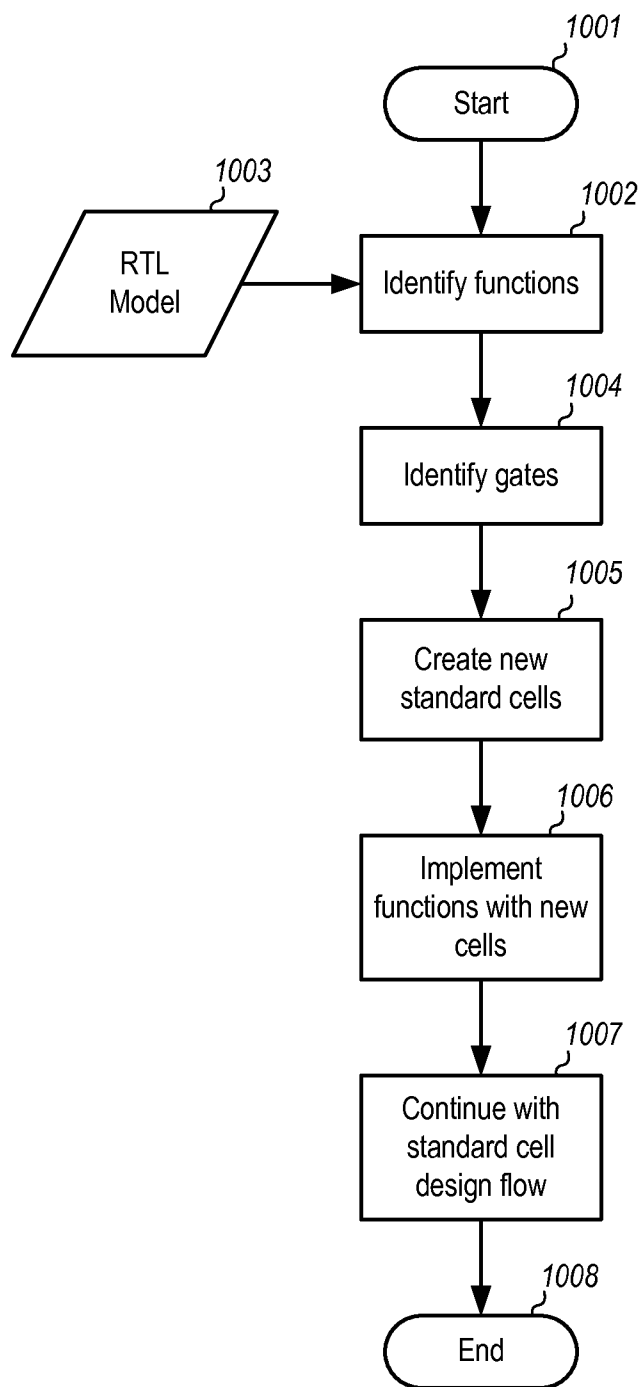 1001
Start
1003
1002
RTL
Model
Identify functions
1004
Identify gates
1005
Create new
standard cells
1006
Implement
functions with new
cells
1007
Continue with
standard cell
design flow
1008
End